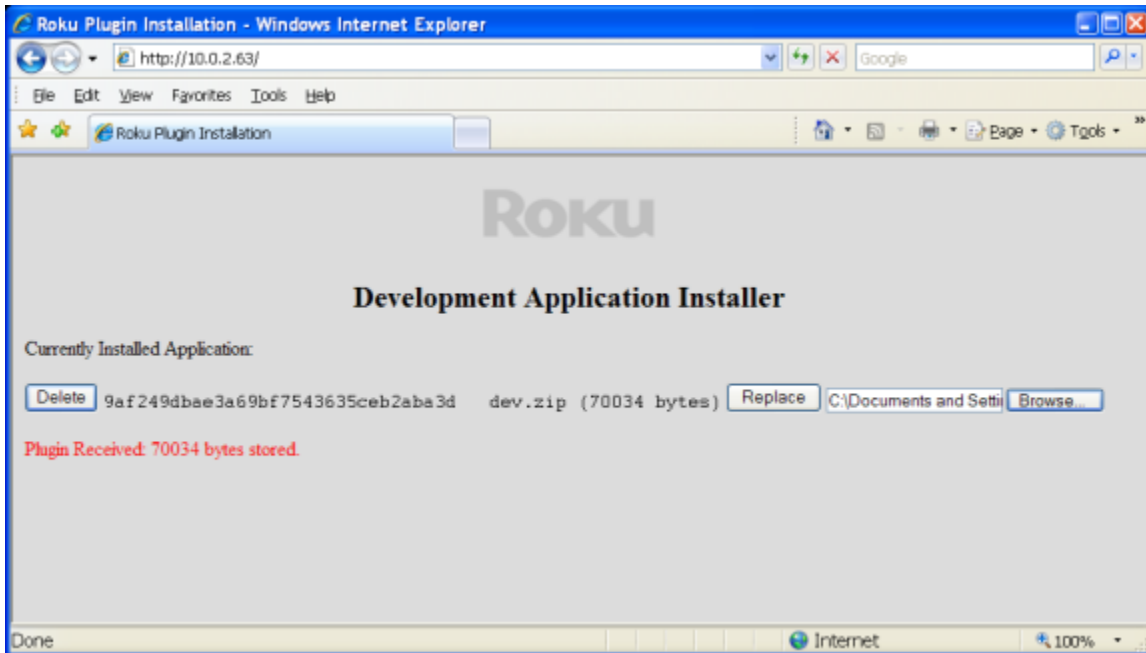 Roku Plugin Installation - Windows Internet Explorer
http://10.0.2.63/
Google
File Edit View Favorites Tools Help
Roku Plugin Installation
Page Tools
Roku
Development Application Installer
Currently Installed Application:
Delete 9af249dbae3a69bf7543635ceb2aba3d dev.zip (70034 bytes) Replace C:\Documents and Settin Browse...
Plugin Received: 70034 bytes stored.
Done Internet 100%